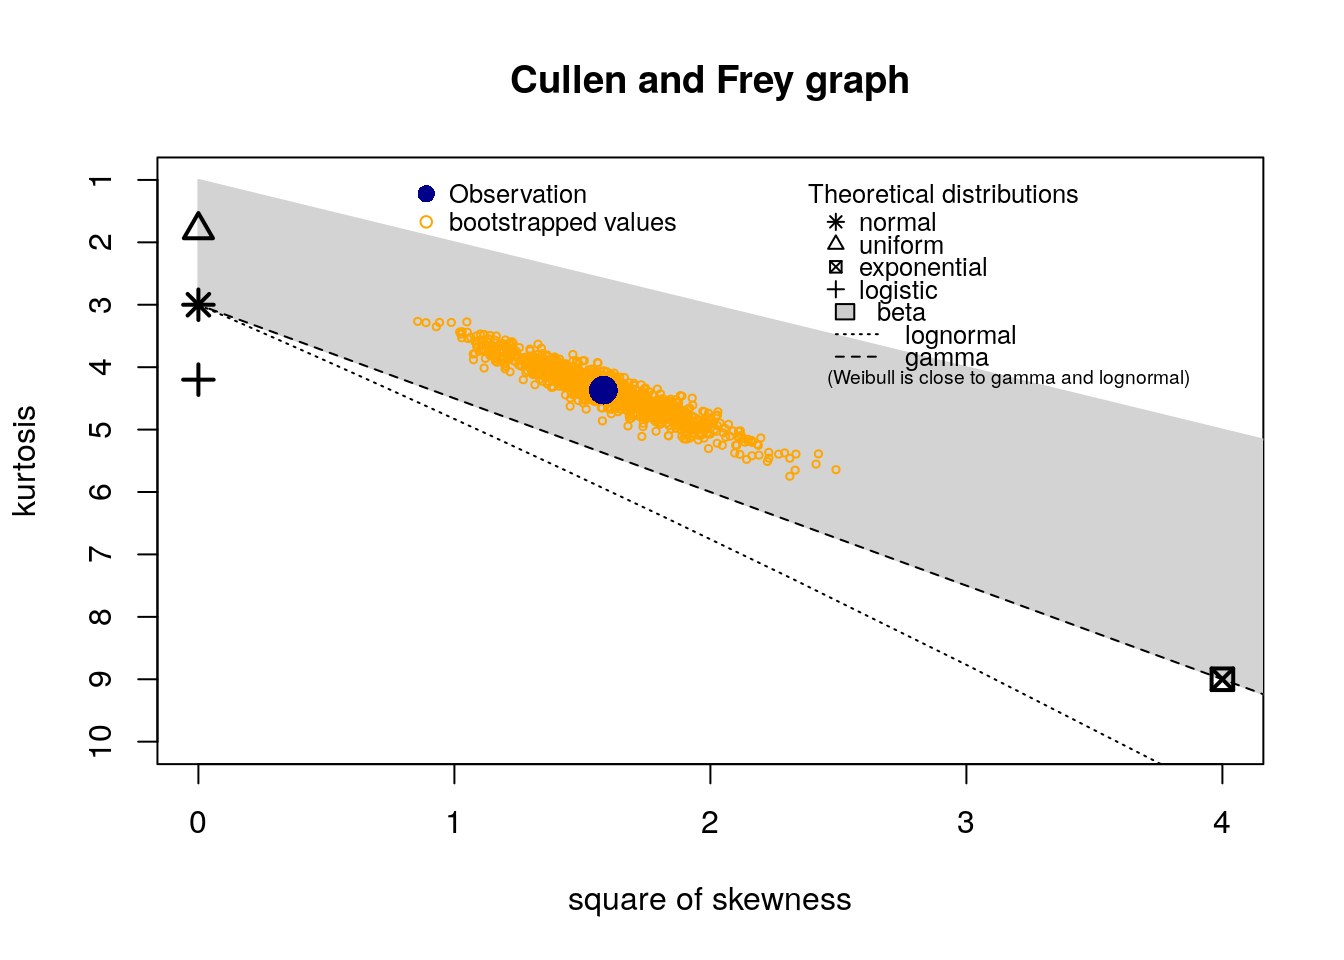 Cullen and Frey graph
Observation
bootstrapped values
Theoretical distributions
normal
uniform
exponential
logistic
beta
lognormal
gamma
(Weibull is close to gamma and lognormal)
kurtosis
1
2
3
4
5
6
7
8
9
10
0 1 2 3 4
square of skewness